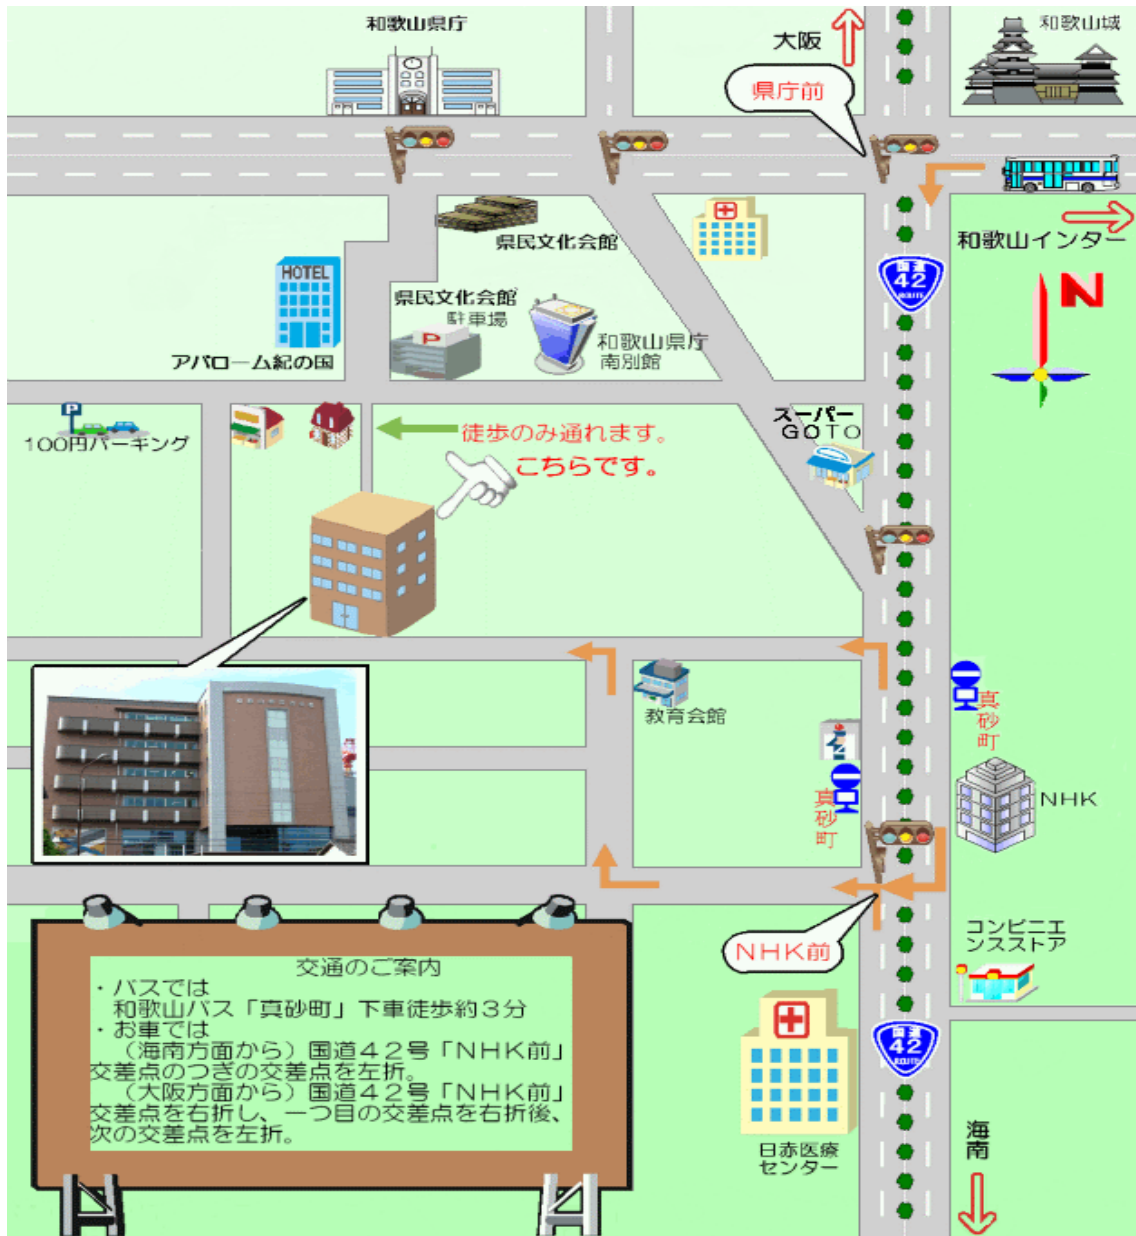 和歌山県庁
大阪
和歌山城
県庁前
県民文化会館
和歌山インター
国道
42
ROUTE
N
HOTEL
県民文化会館
駐車場
P
和歌山県庁
南別館
アバローム紀の国
P
100円パーキング
徒歩のみ通れます。
こちらです。
スーパー
GOTO
教育会館
真砂町
真砂町
NHK
NHK前
コンビニエ
ンスストア
交通のご案内
・バスでは
和歌山バス「真砂町」下車徒歩約3分
・お車では
(海南方面から)国道42号「NHK前」
交差点のつぎの交差点を左折。
(大阪方面から)国道42号「NHK前」
交差点を右折し、一つ目の交差点を右折後、
次の交差点を左折。
国道
42
ROUTE
日赤医療
センター
海南